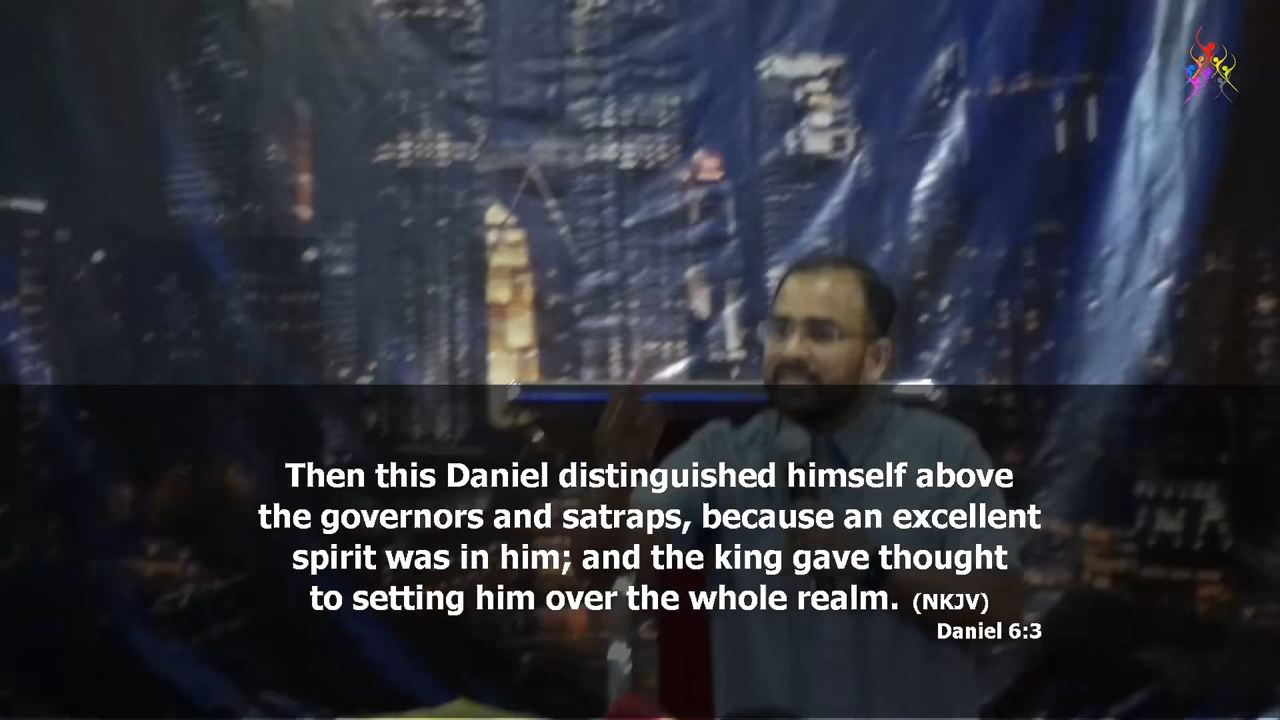 Then this Daniel distinguished himself above
the governors and satraps, because an excellent
spirit was in him; and the king gave thought
to setting him over the whole realm. (NKJV)
Daniel 6:3